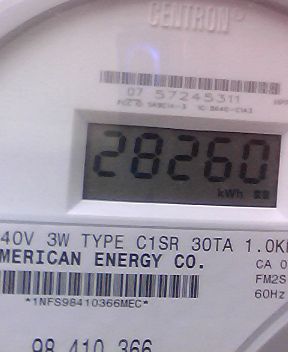 CENTRON
07 57245311
28260
kWh
40V 3W TYPE C1SR 30TA 1.0K
MERICAN ENERGY CO.
CA 0
FM2S
60Hz
*1NFS98410366MEC*
98 410 366